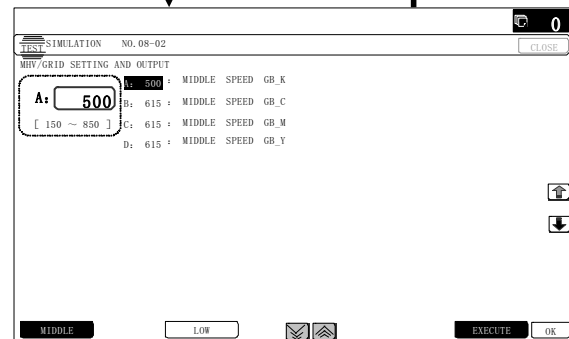 0
TEST SIMULATION NO.08-02
CLOSE
MHV/GRID SETTING AND OUTPUT
A: 500
[ 150 ~ 850 ]
A: 500 : MIDDLE SPEED GB_K
B: 615 : MIDDLE SPEED GB_C
C: 615 : MIDDLE SPEED GB_M
D: 615 : MIDDLE SPEED GB_Y
MIDDLE LOW EXECUTE OK